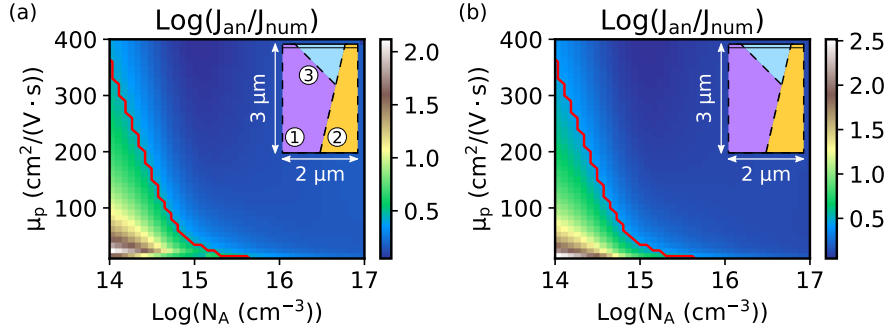 (a)
Log(J_an/J_num)
400
300
200
100
μ_p (cm²/(V · s))
14
15
16
17
Log(N_A (cm⁻³))
3 μm
2 μm
①
②
③
2.0
1.5
1.0
0.5
(b)
Log(J_an/J_num)
400
300
200
100
μ_p (cm²/(V · s))
14
15
16
17
Log(N_A (cm⁻³))
3 μm
2 μm
2.5
2.0
1.5
1.0
0.5